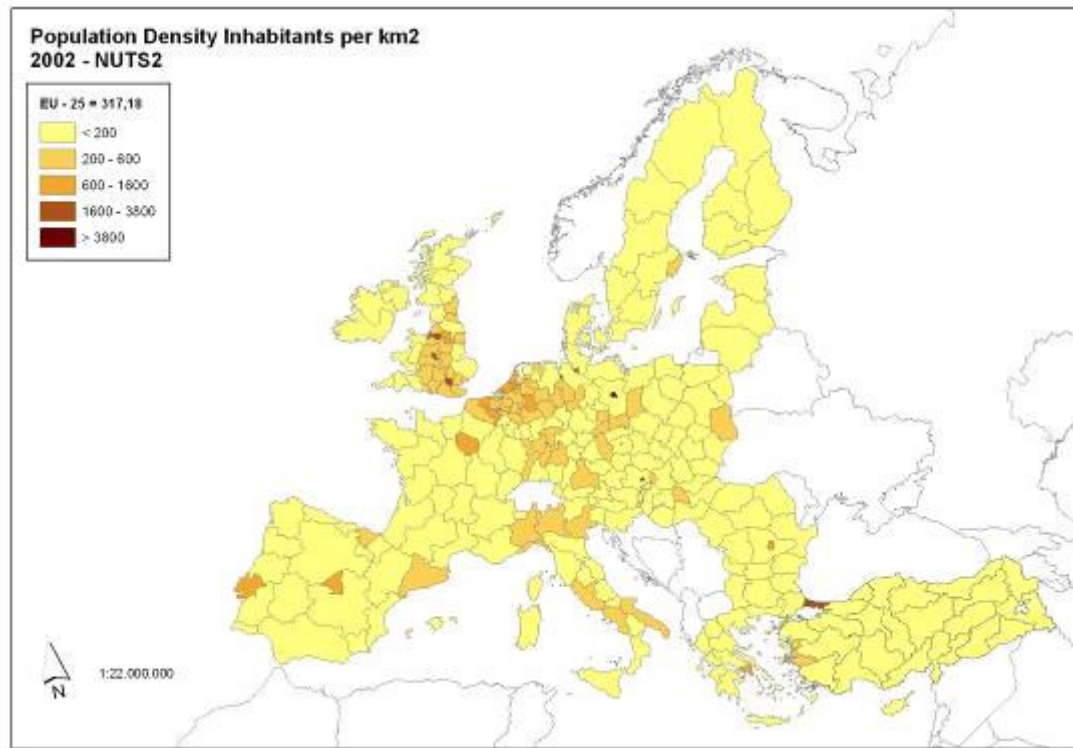 Population Density Inhabitants per km2
2002 - NUTS2
EU - 25 = 317,18
< 200
200 - 600
600 - 1600
1600 - 3800
> 3800
N
1:22.000.000